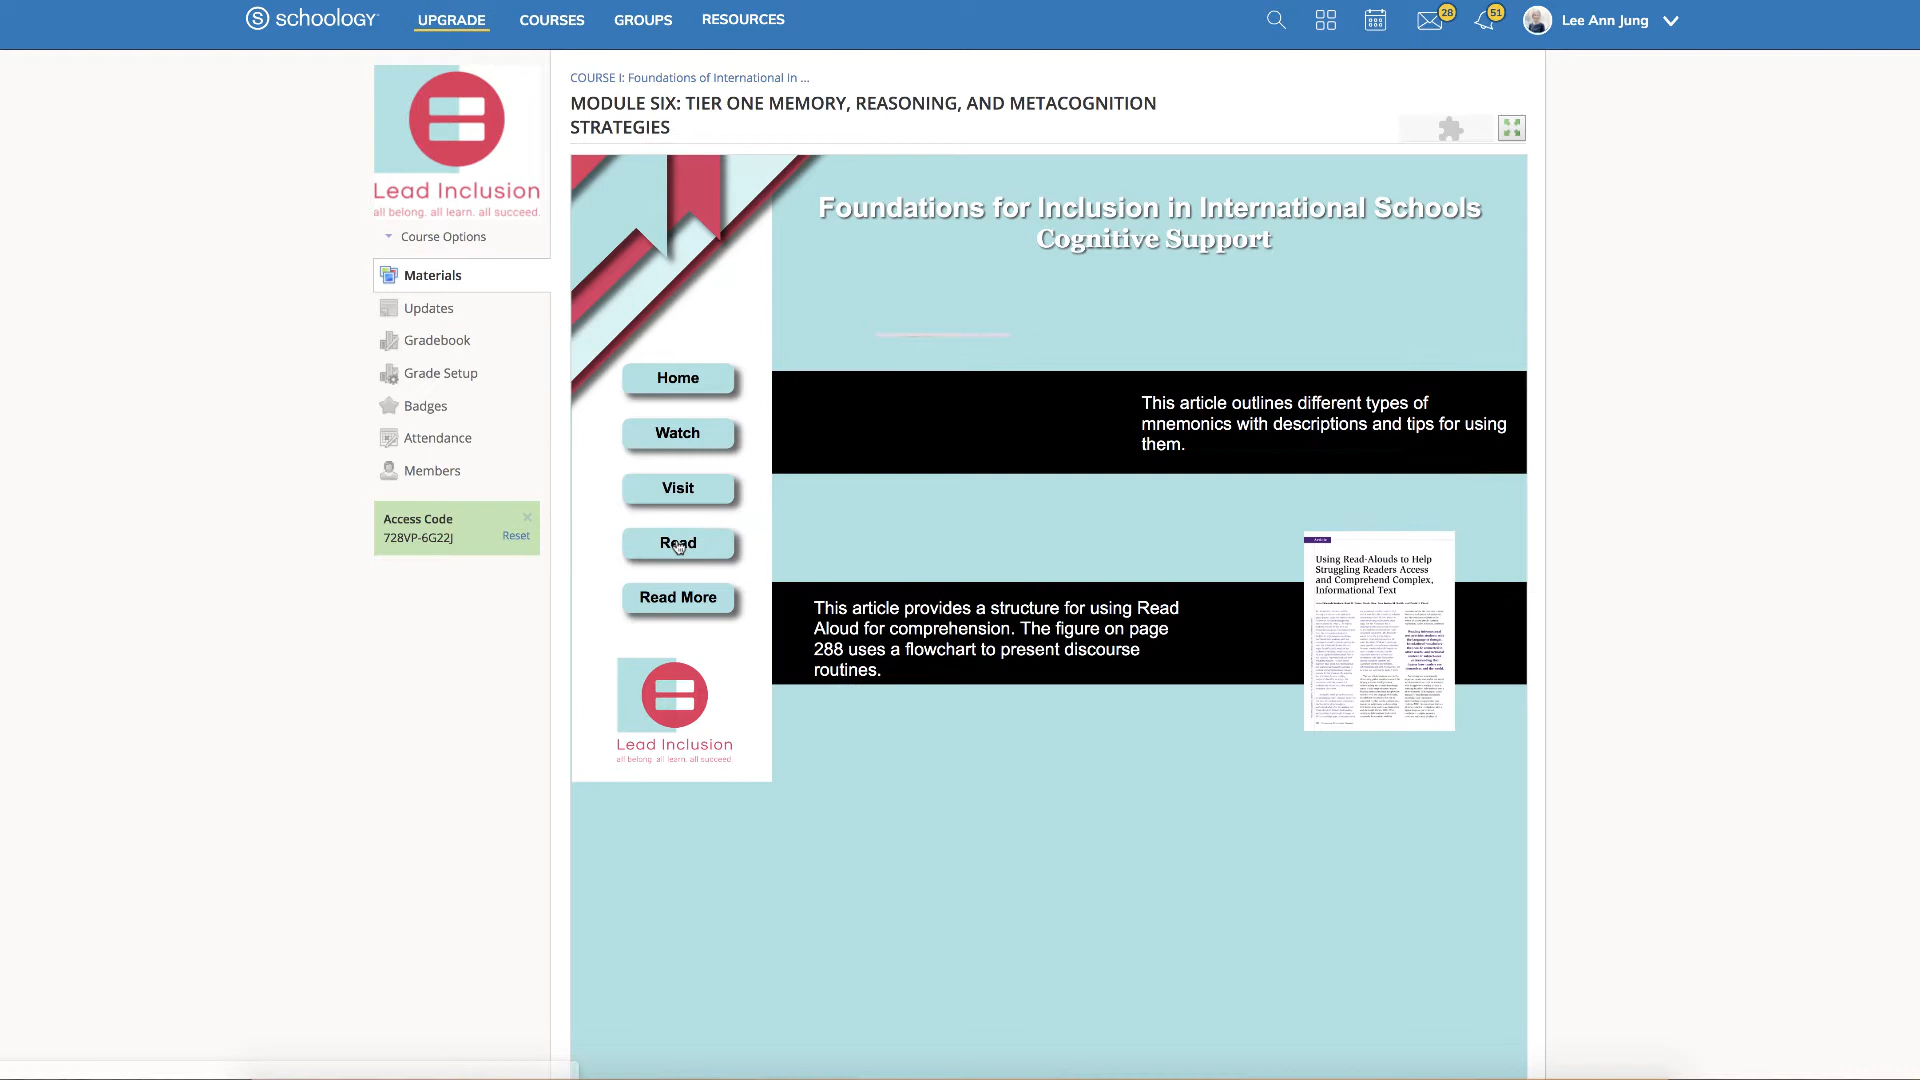 schoology
UPGRADE
COURSES
GROUPS
RESOURCES
28
51
Lee Ann Jung
Lead Inclusion
all belong. all learn. all succeed.
Course Options
Materials
Updates
Gradebook
Grade Setup
Badges
Attendance
Members
Access Code
728VP-6G22J
Reset
COURSE I: Foundations of International In ...
MODULE SIX: TIER ONE MEMORY, REASONING, AND METACOGNITION
STRATEGIES
Foundations for Inclusion in International Schools
Cognitive Support
Home
Watch
Visit
Read
Read More
Lead Inclusion
all belong. all learn. all succeed.
This article outlines different types of
mnemonics with descriptions and tips for using
them.
This article provides a structure for using Read
Aloud for comprehension. The figure on page
288 uses a flowchart to present discourse
routines.
Article
Using Read-Alouds to Help
Struggling Readers Access
and Comprehend Complex,
Informational Text